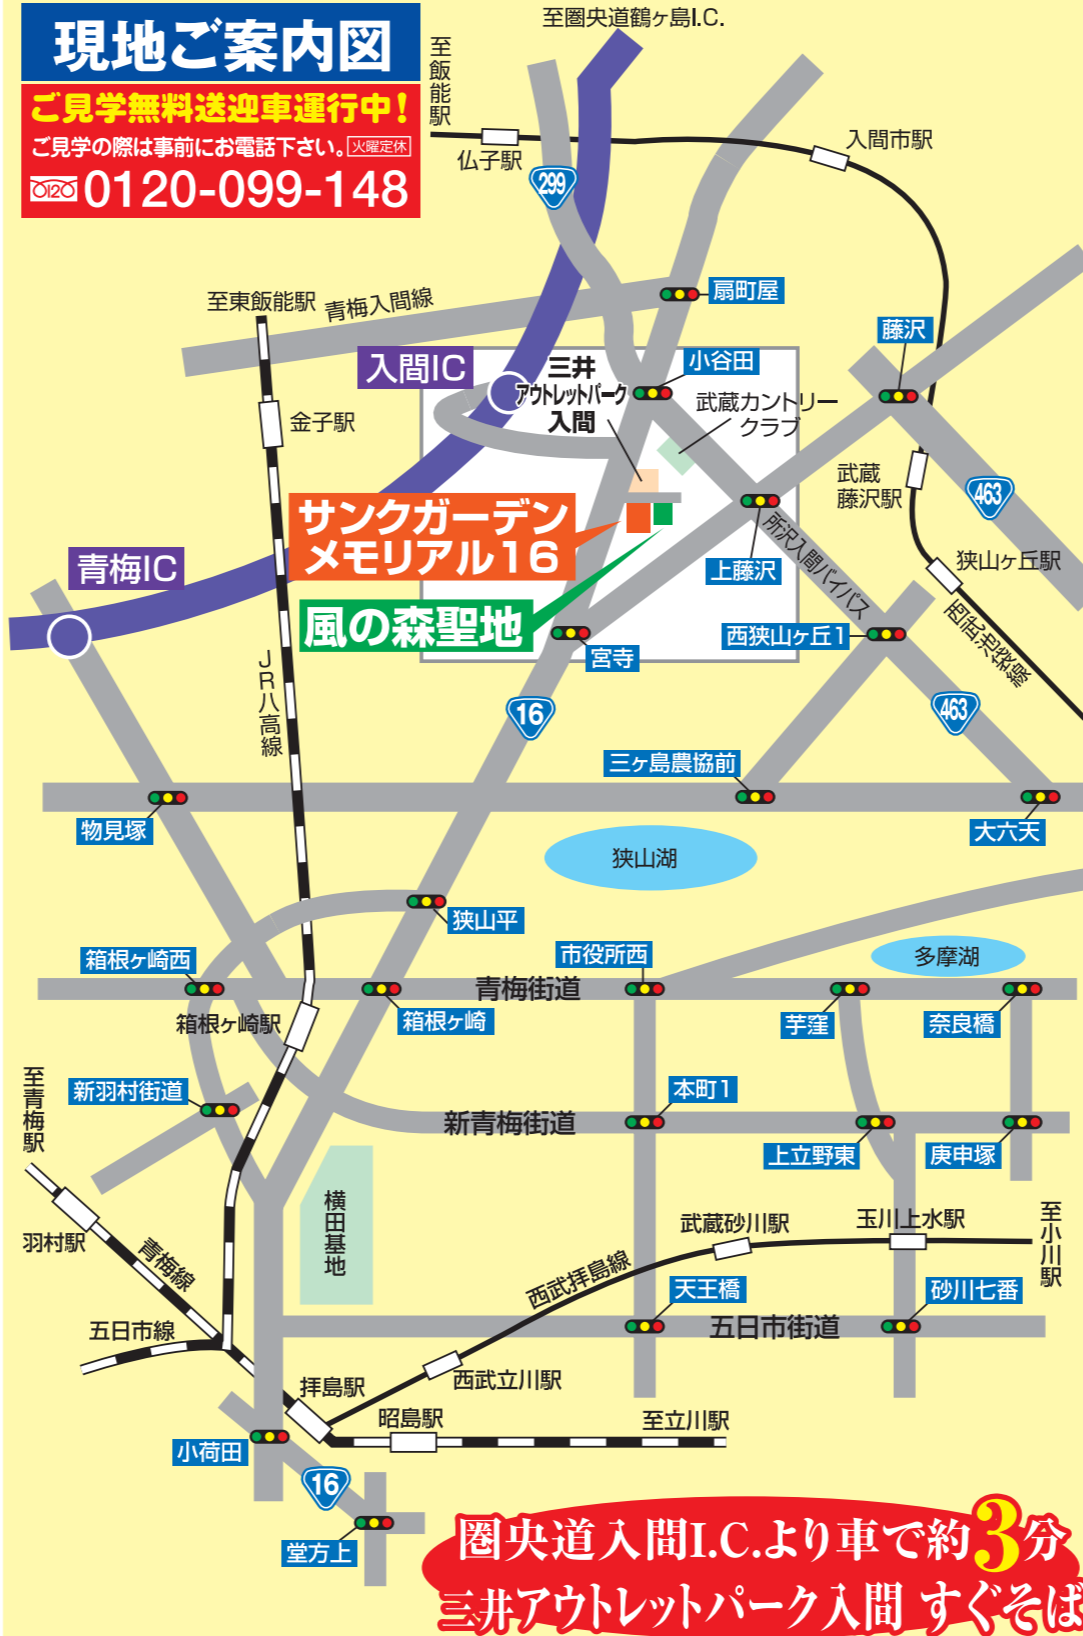 現地ご案内図
ご見学無料送迎車運行中!
ご見学の際は事前にお電話下さい。火曜定休
0120 0120-099-148
至圏央道鶴ヶ島I.C.
至飯能駅
仏子駅
入間市駅
299
至東飯能駅
青梅入間線
扇町屋
藤沢
入間IC
三井
アウトレットパーク
入間
小谷田
武蔵カントリー
クラブ
金子駅
武蔵
藤沢駅
463
サンクガーデン
メモリアル16
所沢入間バイパス
上藤沢
狭山ヶ丘駅
青梅IC
風の森聖地
宮寺
西狭山ヶ丘1
西武池袋線
JR八高線
16
463
三ヶ島農協前
物見塚
大六天
狭山湖
狭山平
箱根ヶ崎西
市役所西
多摩湖
青梅街道
箱根ヶ崎駅
箱根ヶ崎
芋窪
奈良橋
至青梅駅
新羽村街道
本町1
新青梅街道
上立野東
庚申塚
横田基地
羽村駅
青梅線
武蔵砂川駅
玉川上水駅
至小川駅
西武拝島線
天王橋
砂川七番
五日市線
五日市街道
拝島駅
西武立川駅
昭島駅
至立川駅
小荷田
16
堂方上
圏央道入間I.C.より車で約3分
三井アウトレットパーク入間 すぐそば